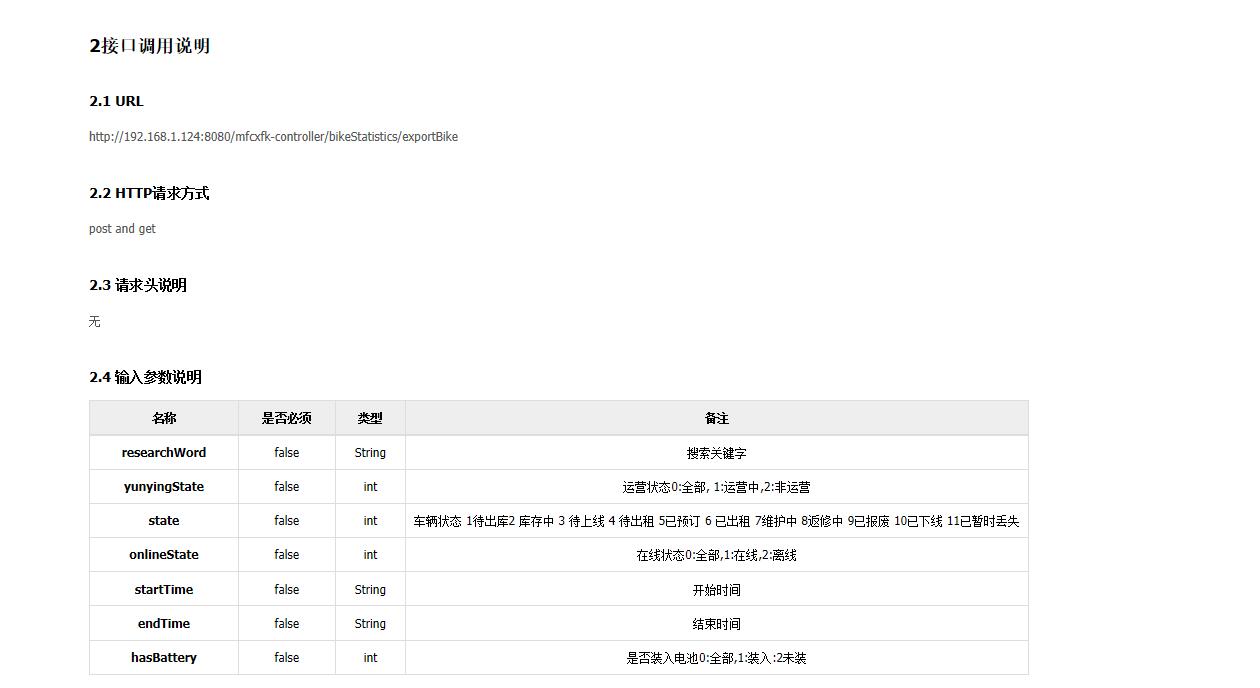 2接口调用说明
2.1 URL
http://192.168.1.124:8080/mfcxfk-controller/bikeStatistics/exportBike
2.2 HTTP请求方式
post and get
2.3 请求头说明
无
2.4 输入参数说明
名称 是否必须 类型 备注
researchWord false String 搜索关键字
yunyingState false int 运营状态0:全部, 1:运营中,2:非运营
state false int 车辆状态 1待出库2 库存中 3 待上线 4 待出租 5已预订 6 已出租 7维护中 8返修中 9已报废 10已下线 11已暂时丢失
onlineState false int 在线状态0:全部,1:在线,2:离线
startTime false String 开始时间
endTime false String 结束时间
hasBattery false int 是否装入电池0:全部,1:装入:2未装